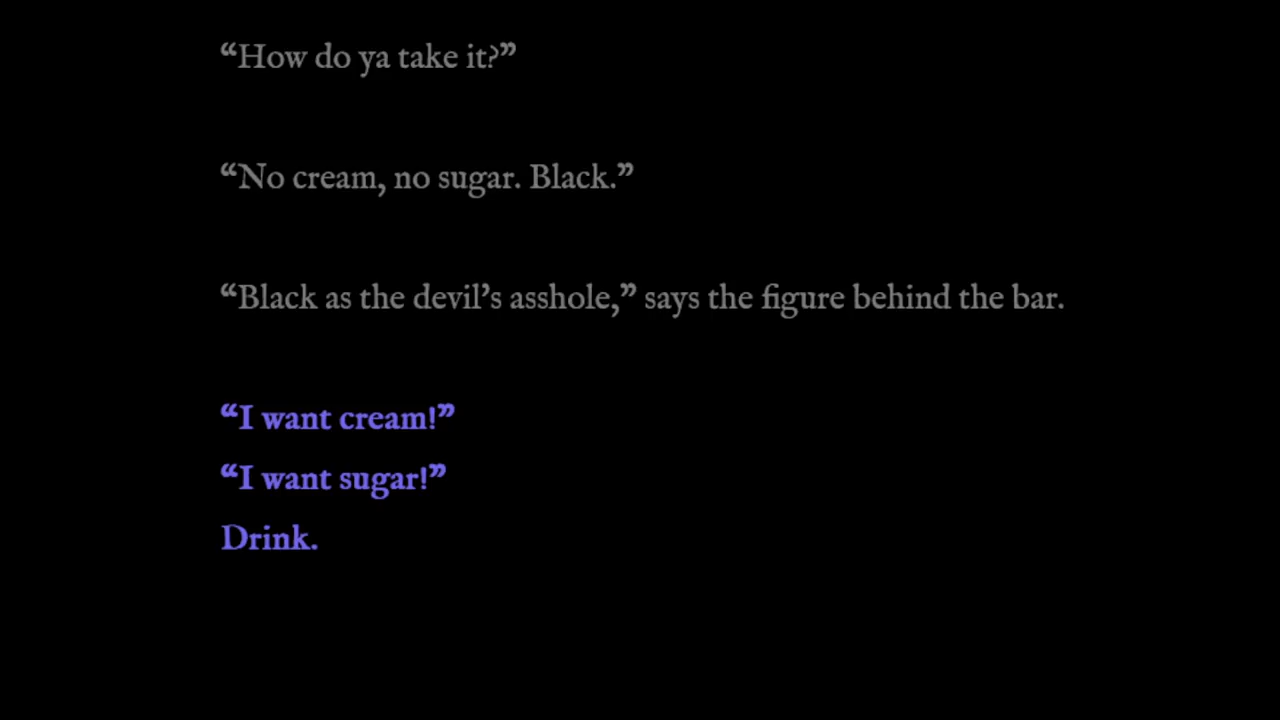 “How do ya take it?”
“No cream, no sugar. Black.”
“Black as the devil’s asshole,” says the figure behind the bar.
“I want cream!”
“I want sugar!”
Drink.